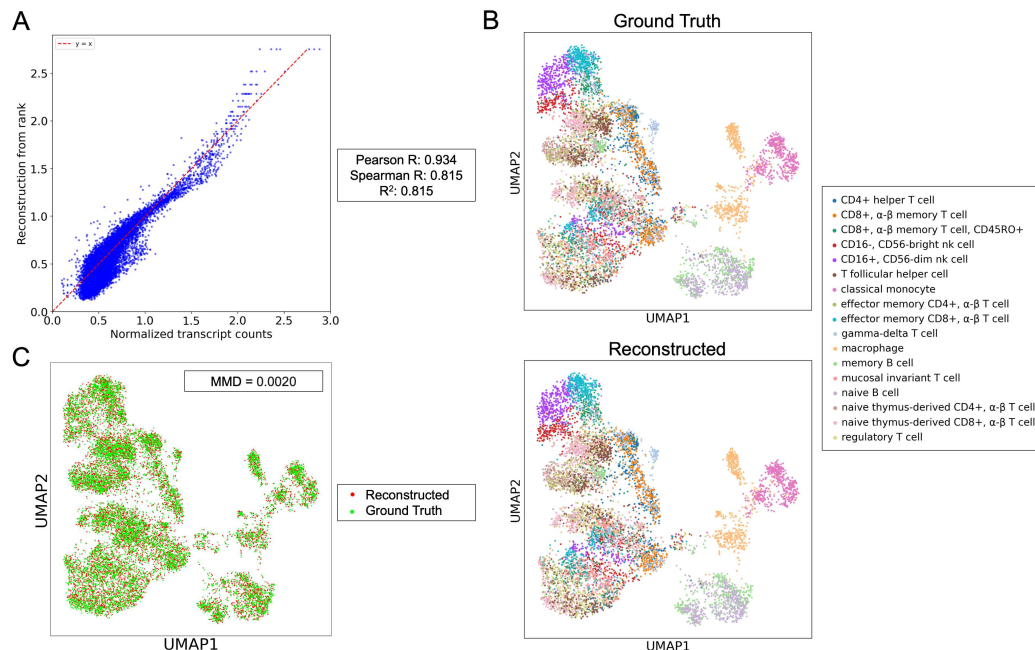 A
y = x
Reconstruction from rank
2.5
2.0
1.5
1.0
0.5
0.0
0.0
0.5
1.0
1.5
2.0
2.5
3.0
Normalized transcript counts
Pearson R: 0.934
Spearman R: 0.815
R²: 0.815
B
Ground Truth
UMAP2
UMAP1
Reconstructed
UMAP2
UMAP1
CD4+ helper T cell
CD8+, α-β memory T cell
CD8+, α-β memory T cell, CD45RO+
CD16-, CD56-bright nk cell
CD16+, CD56-dim nk cell
T follicular helper cell
classical monocyte
effector memory CD4+, α-β T cell
effector memory CD8+, α-β T cell
gamma-delta T cell
macrophage
memory B cell
mucosal invariant T cell
naive B cell
naive thymus-derived CD4+, α-β T cell
naive thymus-derived CD8+, α-β T cell
regulatory T cell
C
MMD = 0.0020
UMAP2
UMAP1
Reconstructed
Ground Truth